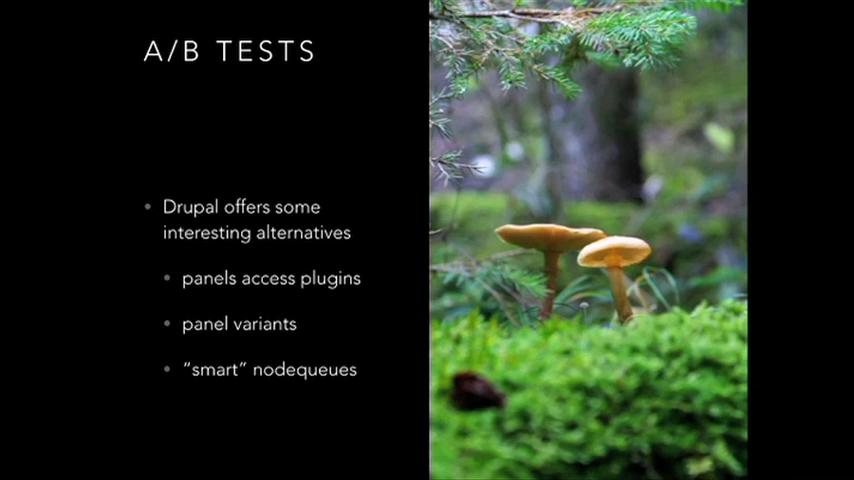 A/B TESTS
• Drupal offers some
interesting alternatives
• panels access plugins
• panel variants
• “smart” nodequeues